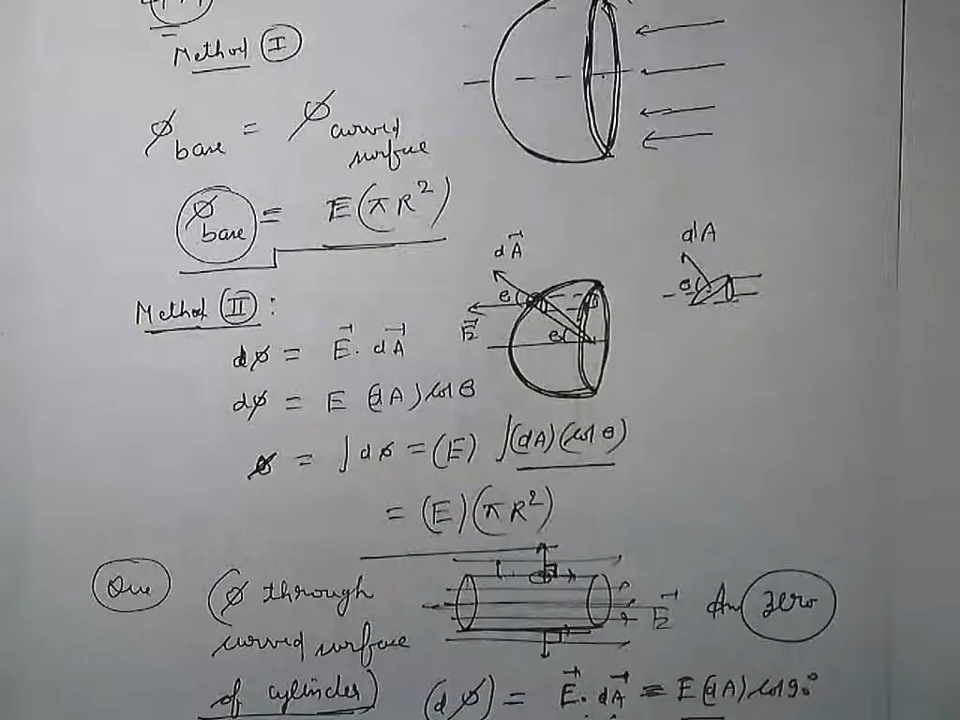 Method (I)
φ base = φ curved surface
φ base = E(πR²)
dA⃗
dA
θ
θ
E⃗
θ
Method (II) :
dφ = E⃗ . dA⃗
dφ = E (dA) cos θ
φ = ∫ dφ = (E) ∫(dA)(cos θ)
= (E)(πR²)
Que (φ through
curved surface
of cylinder)
E⃗
An zero
(dφ) = E⃗ . dA⃗ = E(dA) cos 90°